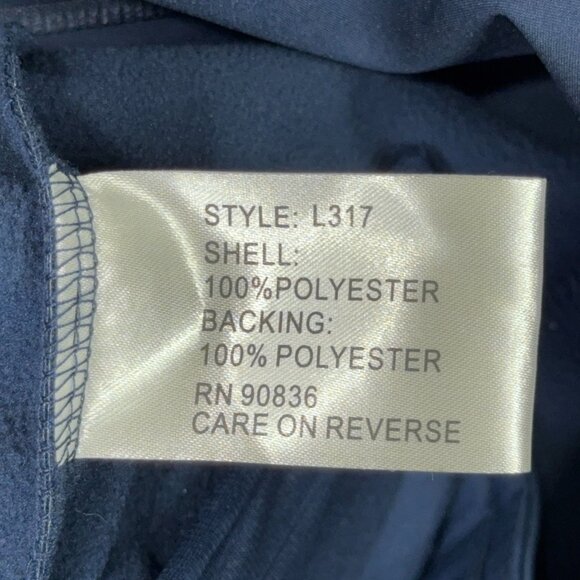 STYLE: L317
SHELL:
100%POLYESTER
BACKING:
100% POLYESTER
RN 90836
CARE ON REVERSE